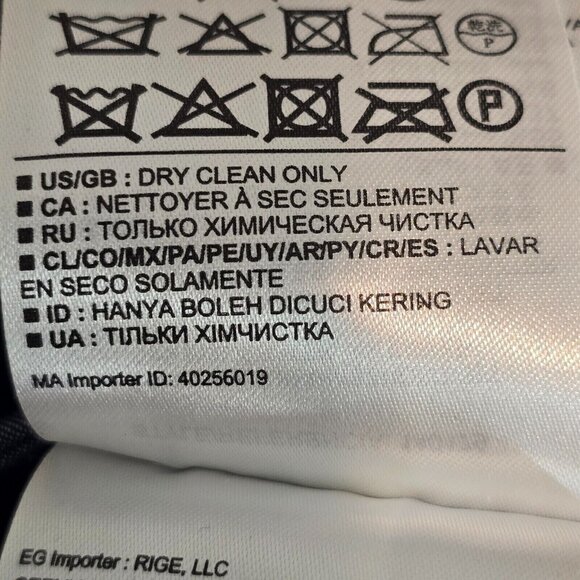 乾洗
P
P
■ US/GB : DRY CLEAN ONLY
■ CA : NETTOYER À SEC SEULEMENT
■ RU : ТОЛЬКО ХИМИЧЕСКАЯ ЧИСТКА
■ CL/CO/MX/PA/PE/UY/AR/PY/CR/ES : LAVAR
EN SECO SOLAMENTE
■ ID : HANYA BOLEH DICUCI KERING
■ UA : ТІЛЬКИ ХІМЧИСТКА
MA Importer ID: 40256019
EG Importer : RIGE, LLC